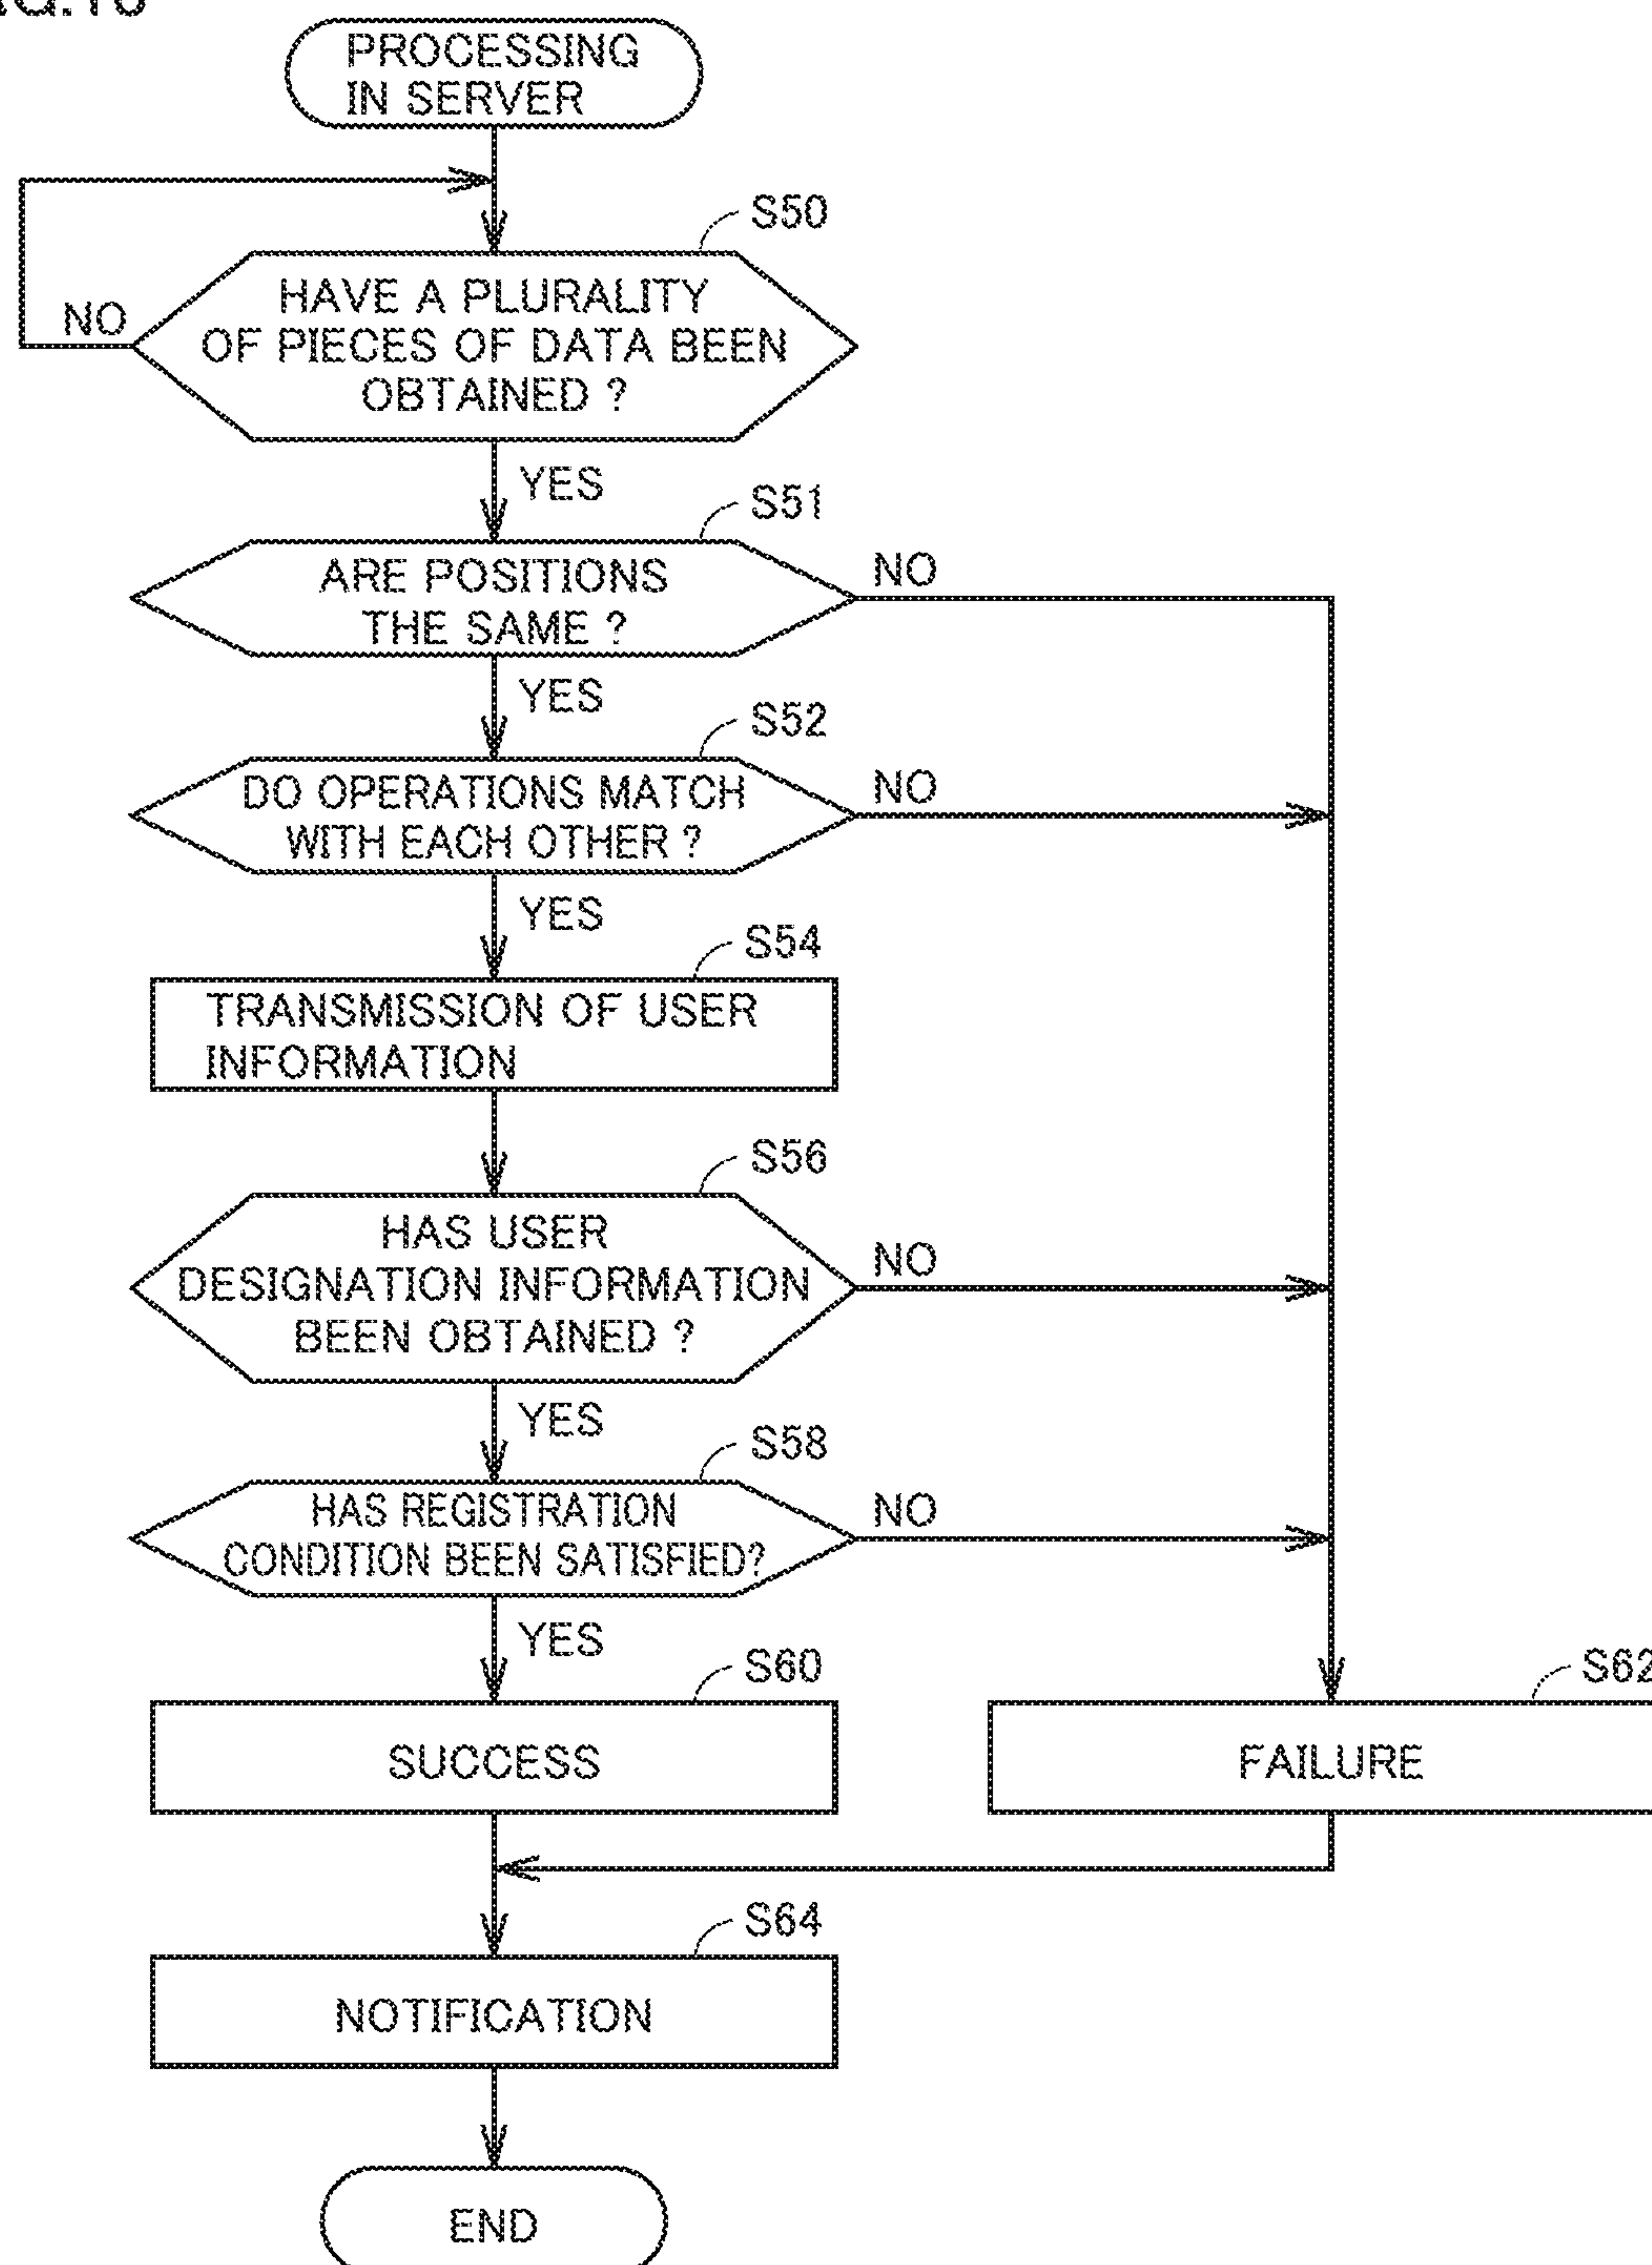 PROCESSING
IN SERVER
S50
HAVE A PLURALITY
OF PIECES OF DATA BEEN
OBTAINED ?
NO
YES
S51
ARE POSITIONS
THE SAME ?
NO
YES
S52
DO OPERATIONS MATCH
WITH EACH OTHER ?
NO
YES
S54
TRANSMISSION OF USER
INFORMATION
S56
HAS USER
DESIGNATION INFORMATION
BEEN OBTAINED ?
NO
YES
S58
HAS REGISTRATION
CONDITION BEEN SATISFIED?
NO
YES
S60
SUCCESS
S62
FAILURE
S64
NOTIFICATION
END